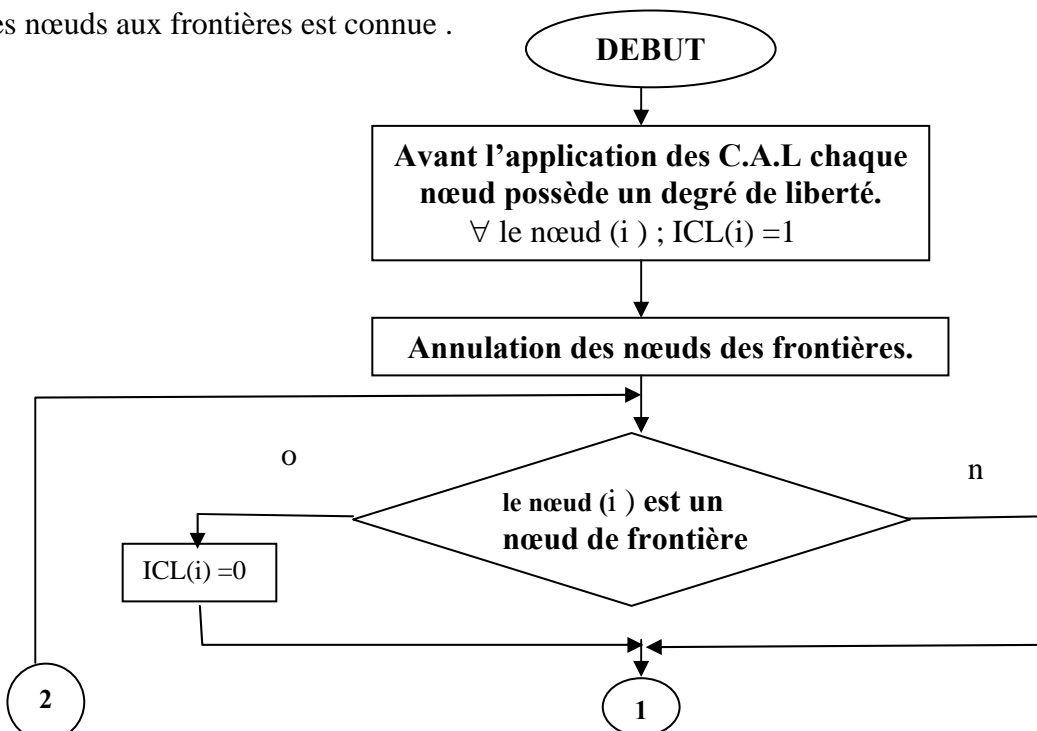 es nœuds aux frontières est connue .
DEBUT
Avant l’application des C.A.L chaque
nœud possède un degré de liberté.
∀ le nœud (i ) ; ICL(i) =1
Annulation des nœuds des frontières.
o
n
le nœud (i ) est un
nœud de frontière
ICL(i) =0
2
1